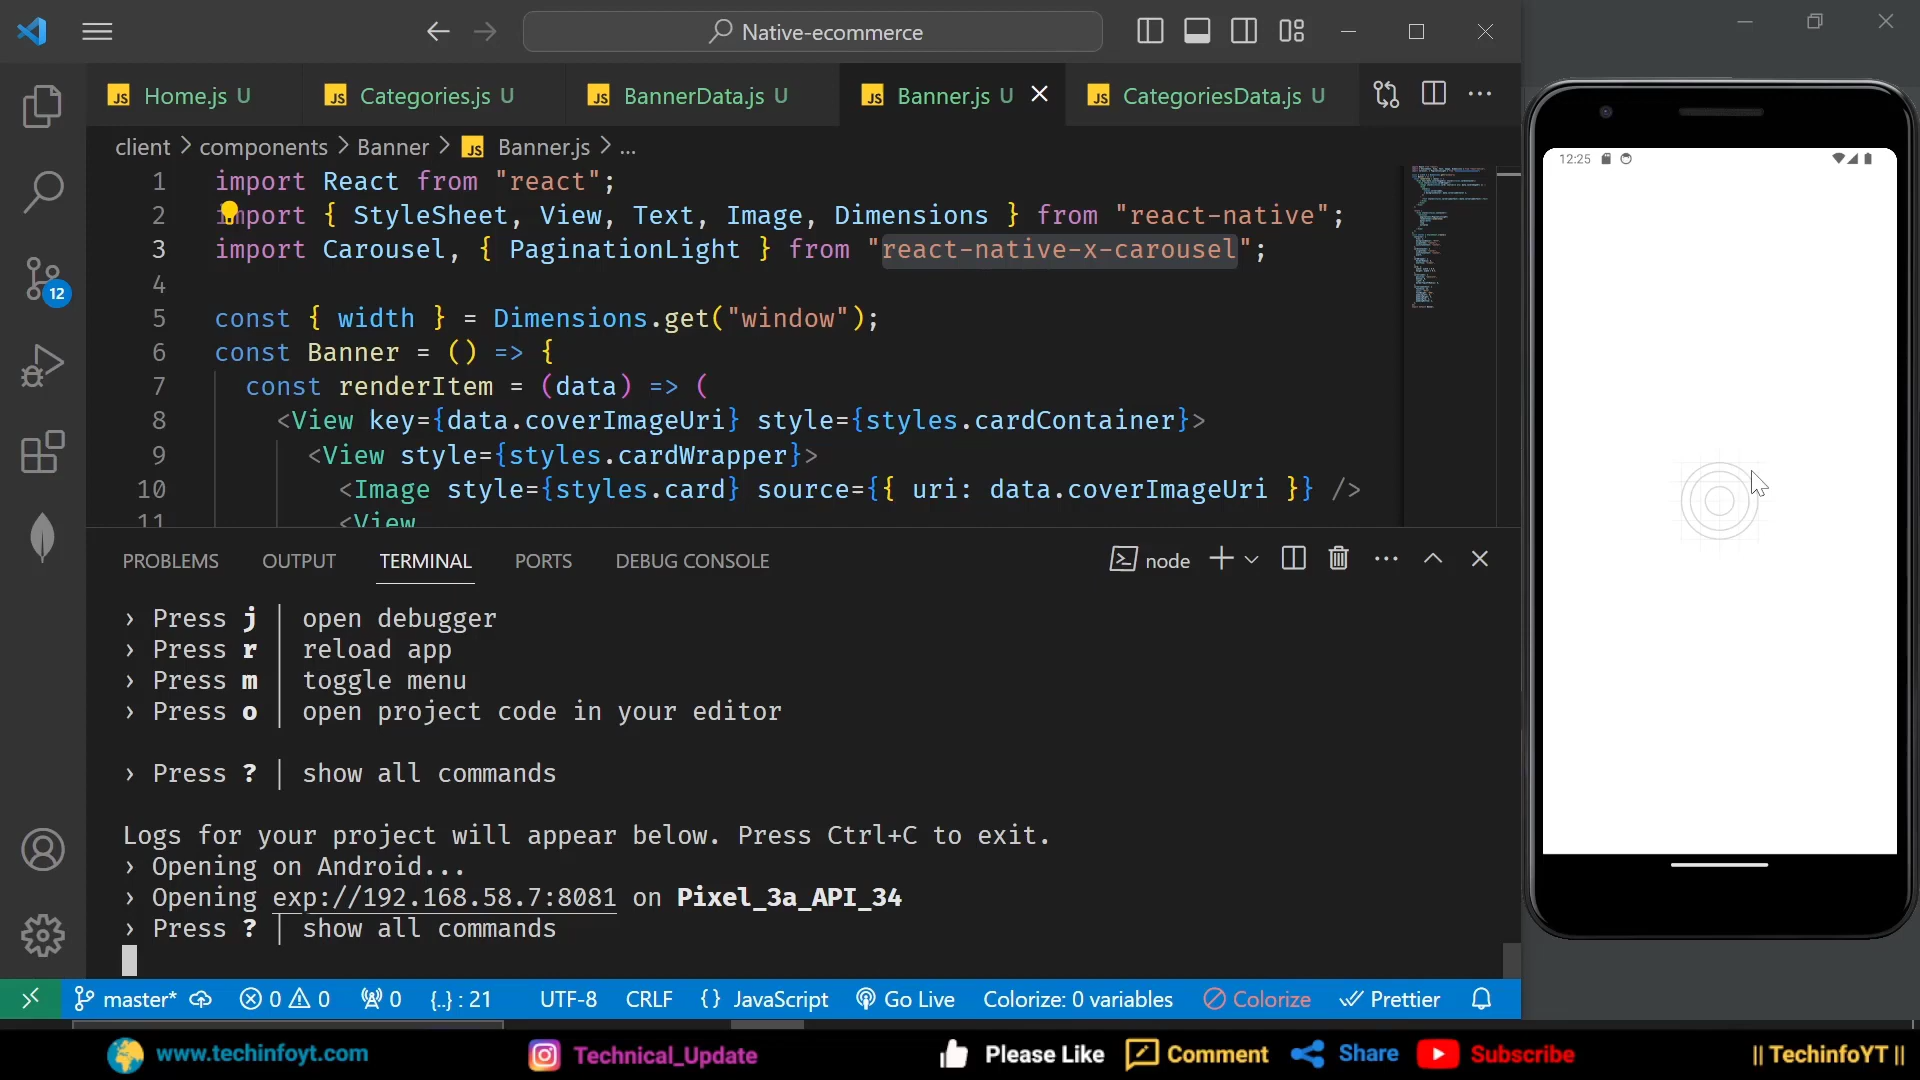 Native-ecommerce
JS Home.js U
JS Categories.js U
JS BannerData.js U
JS Banner.js U
JS CategoriesData.js U
client > components > Banner > JS Banner.js > ...
1 import React from "react";
2 import { StyleSheet, View, Text, Image, Dimensions } from "react-native";
3 import Carousel, { PaginationLight } from "react-native-x-carousel";
4
5 const { width } = Dimensions.get("window");
6 const Banner = () => {
7 const renderItem = (data) => (
8 <View key={data.coverImageUri} style={styles.cardContainer}>
9 <View style={styles.cardWrapper}>
10 <Image style={styles.card} source={{ uri: data.coverImageUri }} />
11 <View
12
PROBLEMS OUTPUT TERMINAL PORTS DEBUG CONSOLE
node
› Press j │ open debugger
› Press r │ reload app
› Press m │ toggle menu
› Press o │ open project code in your editor
› Press ? │ show all commands
Logs for your project will appear below. Press Ctrl+C to exit.
› Opening on Android...
› Opening exp://192.168.58.7:8081 on Pixel_3a_API_34
› Press ? │ show all commands
master* 0 0 0 {..} : 21 UTF-8 CRLF {} JavaScript Go Live Colorize: 0 variables Colorize Prettier
12:25
www.techinfoyt.com
Technical_Update
Please Like
Comment
Share
Subscribe
|| TechinfoYT ||